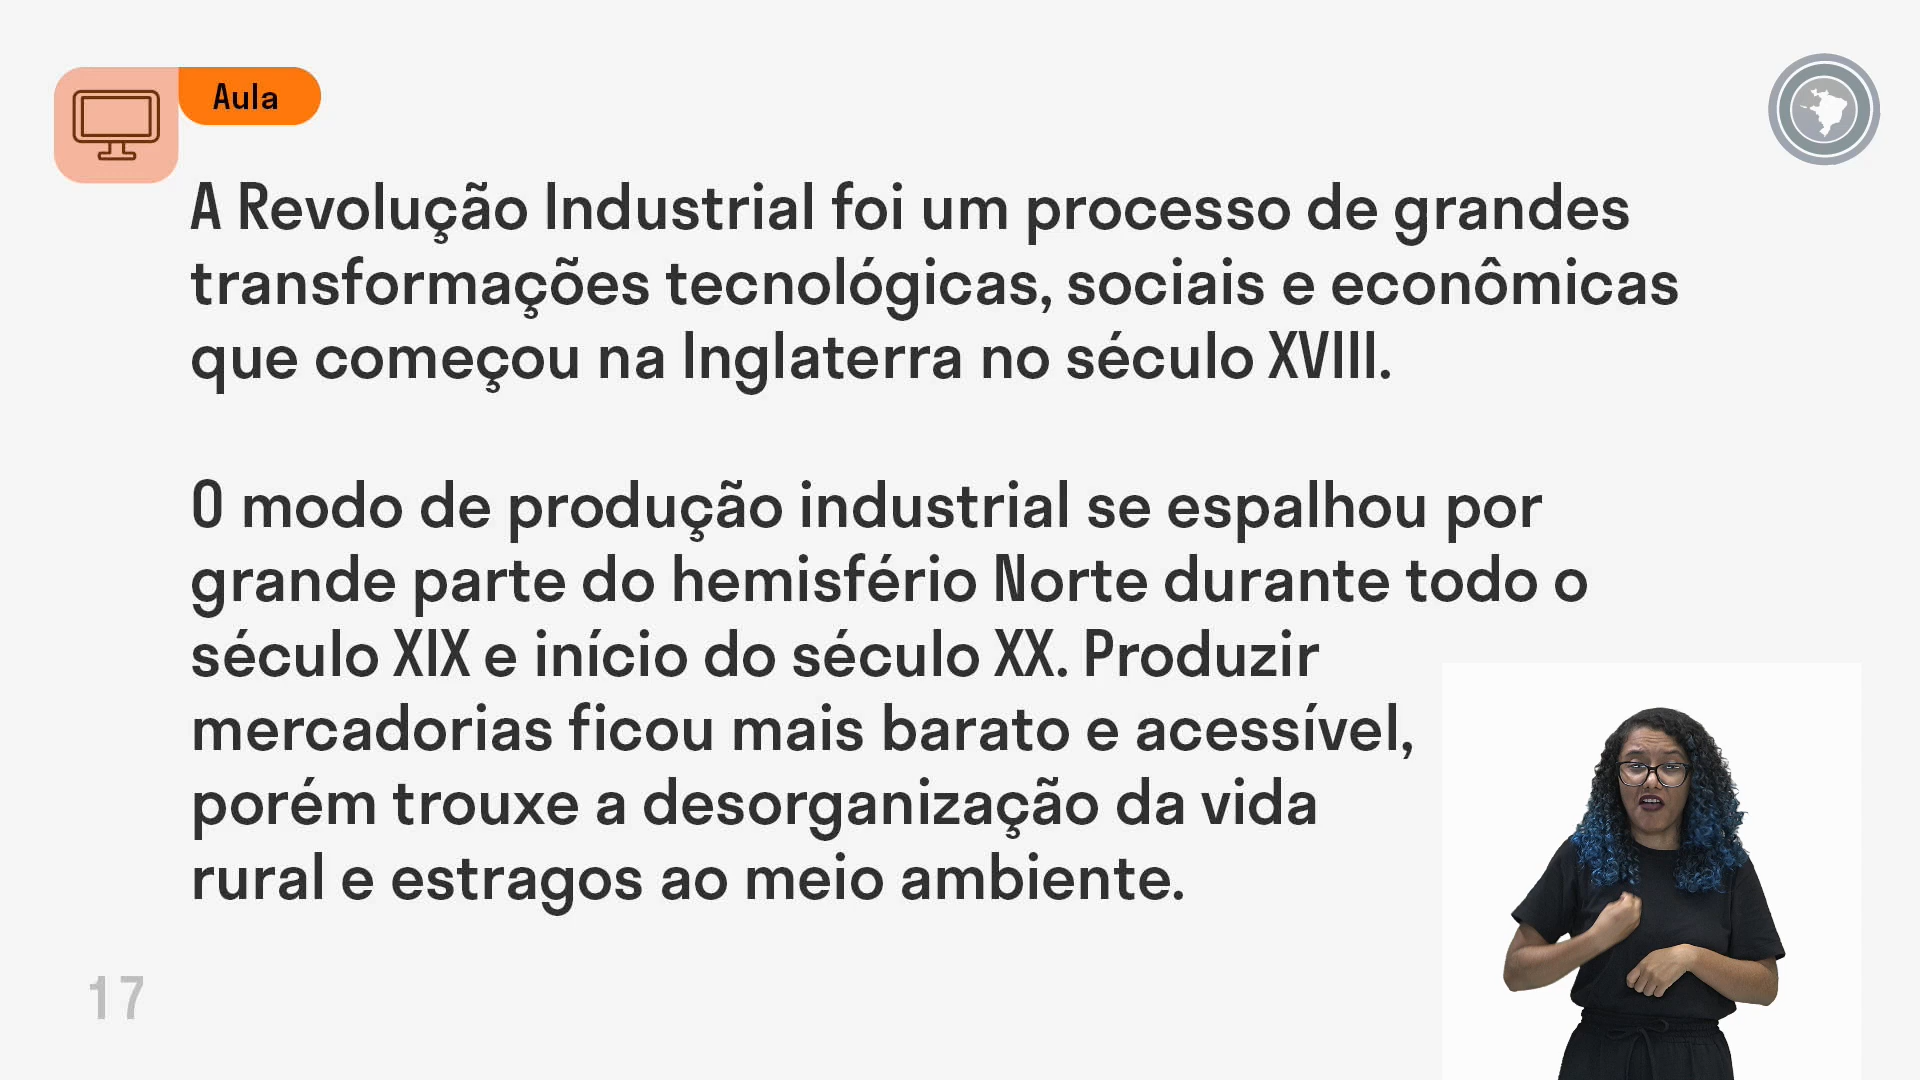 Aula
A Revolução Industrial foi um processo de grandes
transformações tecnológicas, sociais e econômicas
que começou na Inglaterra no século XVIII.
O modo de produção industrial se espalhou por
grande parte do hemisfério Norte durante todo o
século XIX e início do século XX. Produzir
mercadorias ficou mais barato e acessível,
porém trouxe a desorganização da vida
rural e estragos ao meio ambiente.
17